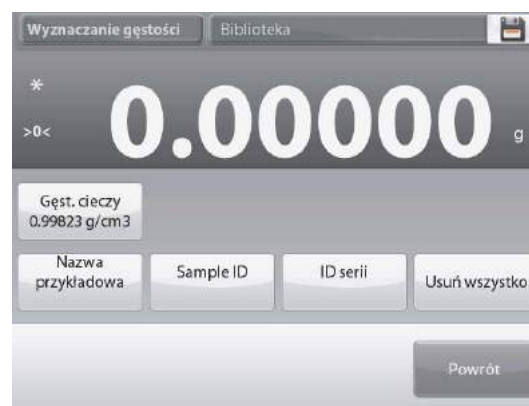 Wyznaczanie gęstości Biblioteka
*
>0< 0.00000 g
Gęst. cieczy
0.99823 g/cm3
Nazwa
przykładowa
Sample ID
ID serii
Usuń wszystko
Powrót